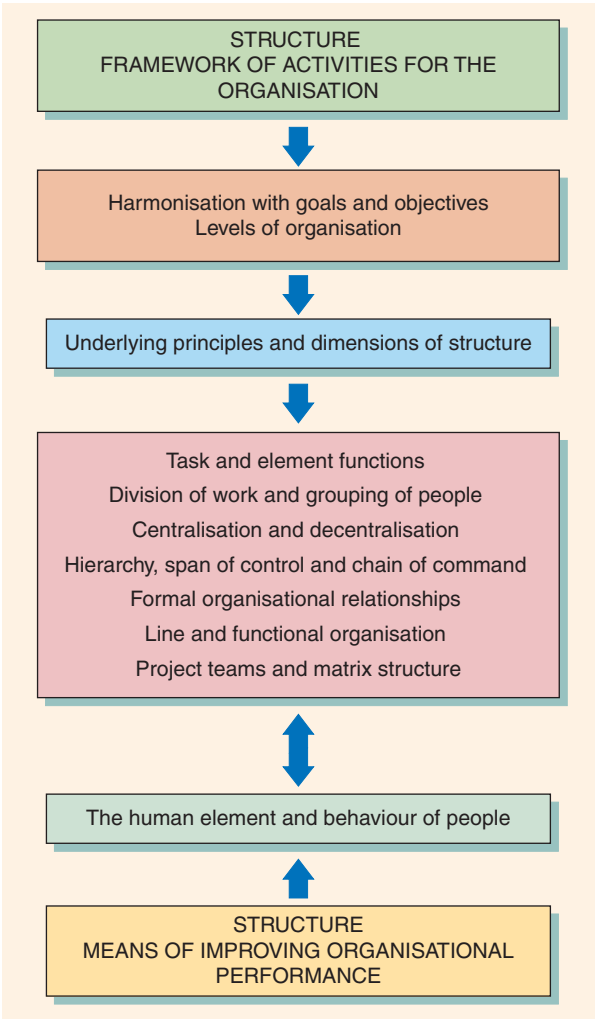 STRUCTURE
FRAMEWORK OF ACTIVITIES FOR THE
ORGANISATION
Harmonisation with goals and objectives
Levels of organisation
Underlying principles and dimensions of structure
Task and element functions
Division of work and grouping of people
Centralisation and decentralisation
Hierarchy, span of control and chain of command
Formal organisational relationships
Line and functional organisation
Project teams and matrix structure
The human element and behaviour of people
STRUCTURE
MEANS OF IMPROVING ORGANISATIONAL
PERFORMANCE